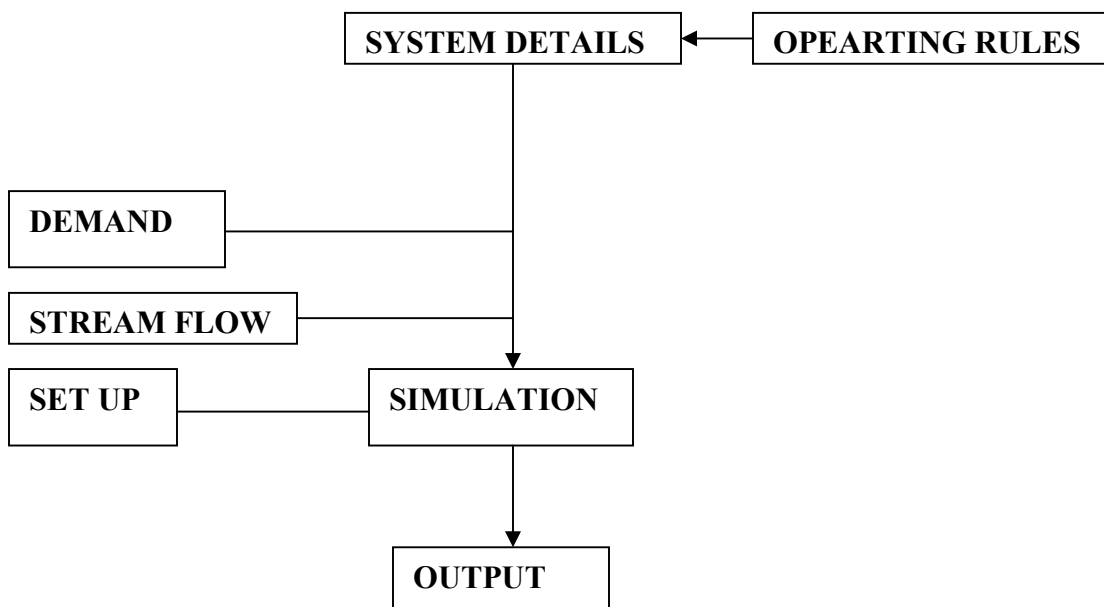 SYSTEM DETAILS
OPEARTING RULES
DEMAND
STREAM FLOW
SET UP
SIMULATION
OUTPUT